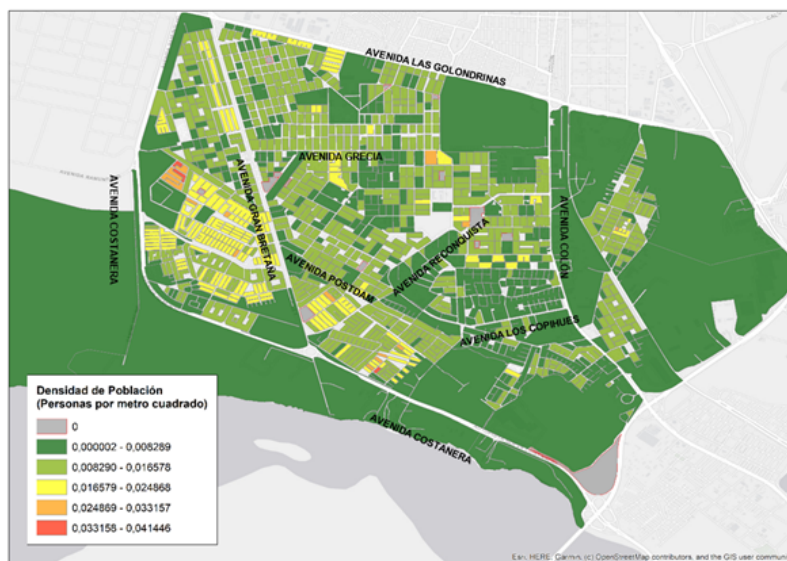 AVENIDA LAS GOLONDRINAS
AVENIDA GRECIA
AVENIDA COSTANERA
AVENIDA GRAN BRETAÑA
AVENIDA RECONQUISTA
AVENIDA COLÓN
AVENIDA POSTDAM
AVENIDA LOS COPIHUES
AVENIDA COSTANERA
Densidad de Población
(Personas por metro cuadrado)
0
0,000002 - 0,008289
0,008290 - 0,016578
0,016579 - 0,024868
0,024869 - 0,033157
0,033158 - 0,041446
Esri, HERE, Garmin, (c) OpenStreetMap contributors, and the GIS user communi